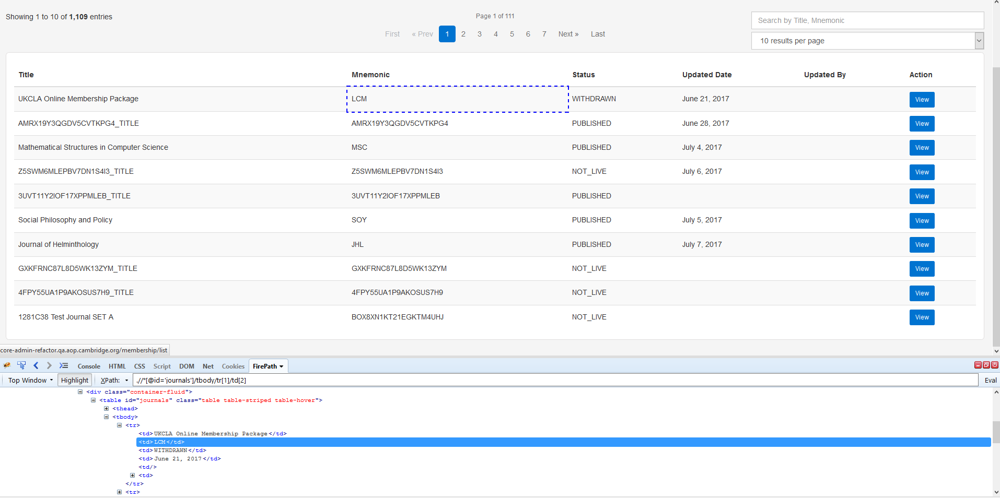 Showing 1 to 10 of 1,109 entries
Page 1 of 111
Search by Title, Mnemonic
First « Prev 1 2 3 4 5 6 7 Next » Last
10 results per page
Title Mnemonic Status Updated Date Updated By Action
UKCLA Online Membership Package LCM WITHDRAWN June 21, 2017 View
AMRX19Y3QGDV5CVTKPG4_TITLE AMRX19Y3QGDV5CVTKPG4 PUBLISHED June 28, 2017 View
Mathematical Structures in Computer Science MSC PUBLISHED July 4, 2017 View
Z5SWM6MLEPBV7DN1S4I3_TITLE Z5SWM6MLEPBV7DN1S4I3 NOT_LIVE July 6, 2017 View
3UVT11Y2IOF17XPPMLEB_TITLE 3UVT11Y2IOF17XPPMLEB PUBLISHED View
Social Philosophy and Policy SOY PUBLISHED July 5, 2017 View
Journal of Helminthology JHL PUBLISHED July 7, 2017 View
GXKFRNC87L8D5WK13ZYM_TITLE GXKFRNC87L8D5WK13ZYM NOT_LIVE View
4FPY55UA1P9AKOSUS7H9_TITLE 4FPY55UA1P9AKOSUS7H9 NOT_LIVE View
1281C38 Test Journal SET A BOX8XN1KT21EGKTM4UHJ NOT_LIVE View
core-admin-refactor.qa.aop.cambridge.org/membership/list
Console HTML CSS Script DOM Net Cookies FirePath
Top Window Highlight XPath: .//*[@id='journals']/tbody/tr[1]/td[2] Eval
<div class="container-fluid">
<table id="journals" class="table table-striped table-hover">
<thead>
<tbody>
<tr>
<td>UKCLA Online Membership Package</td>
<td>LCM</td>
<td>WITHDRAWN</td>
<td>June 21, 2017</td>
<td/>
<td>
</tr>
<tr>